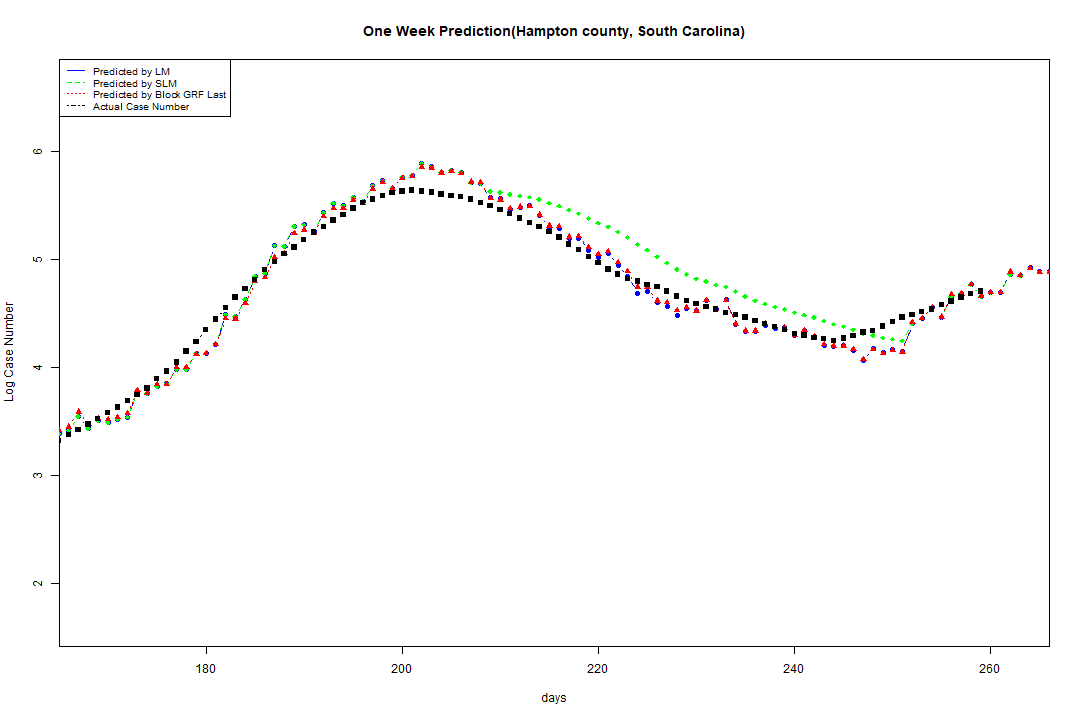 One Week Prediction(Hampton county, South Carolina)
Predicted by LM
Predicted by SLM
Predicted by Block GRF Last
Actual Case Number
6
5
4
3
2
Log Case Number
180 200 220 240 260
days